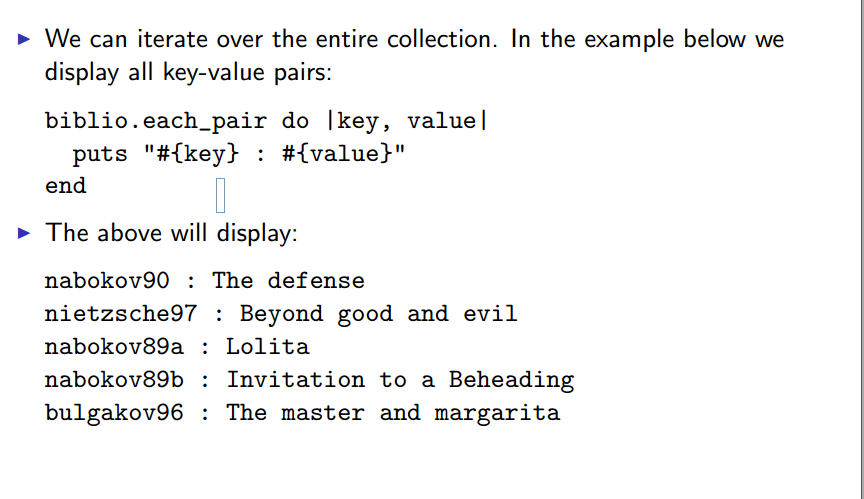 We can iterate over the entire collection. In the example below we
display all key-value pairs:
biblio.each_pair do |key, value|
  puts "#{key} : #{value}"
end
The above will display:
nabokov90 : The defense
nietzsche97 : Beyond good and evil
nabokov89a : Lolita
nabokov89b : Invitation to a Beheading
bulgakov96 : The master and margarita